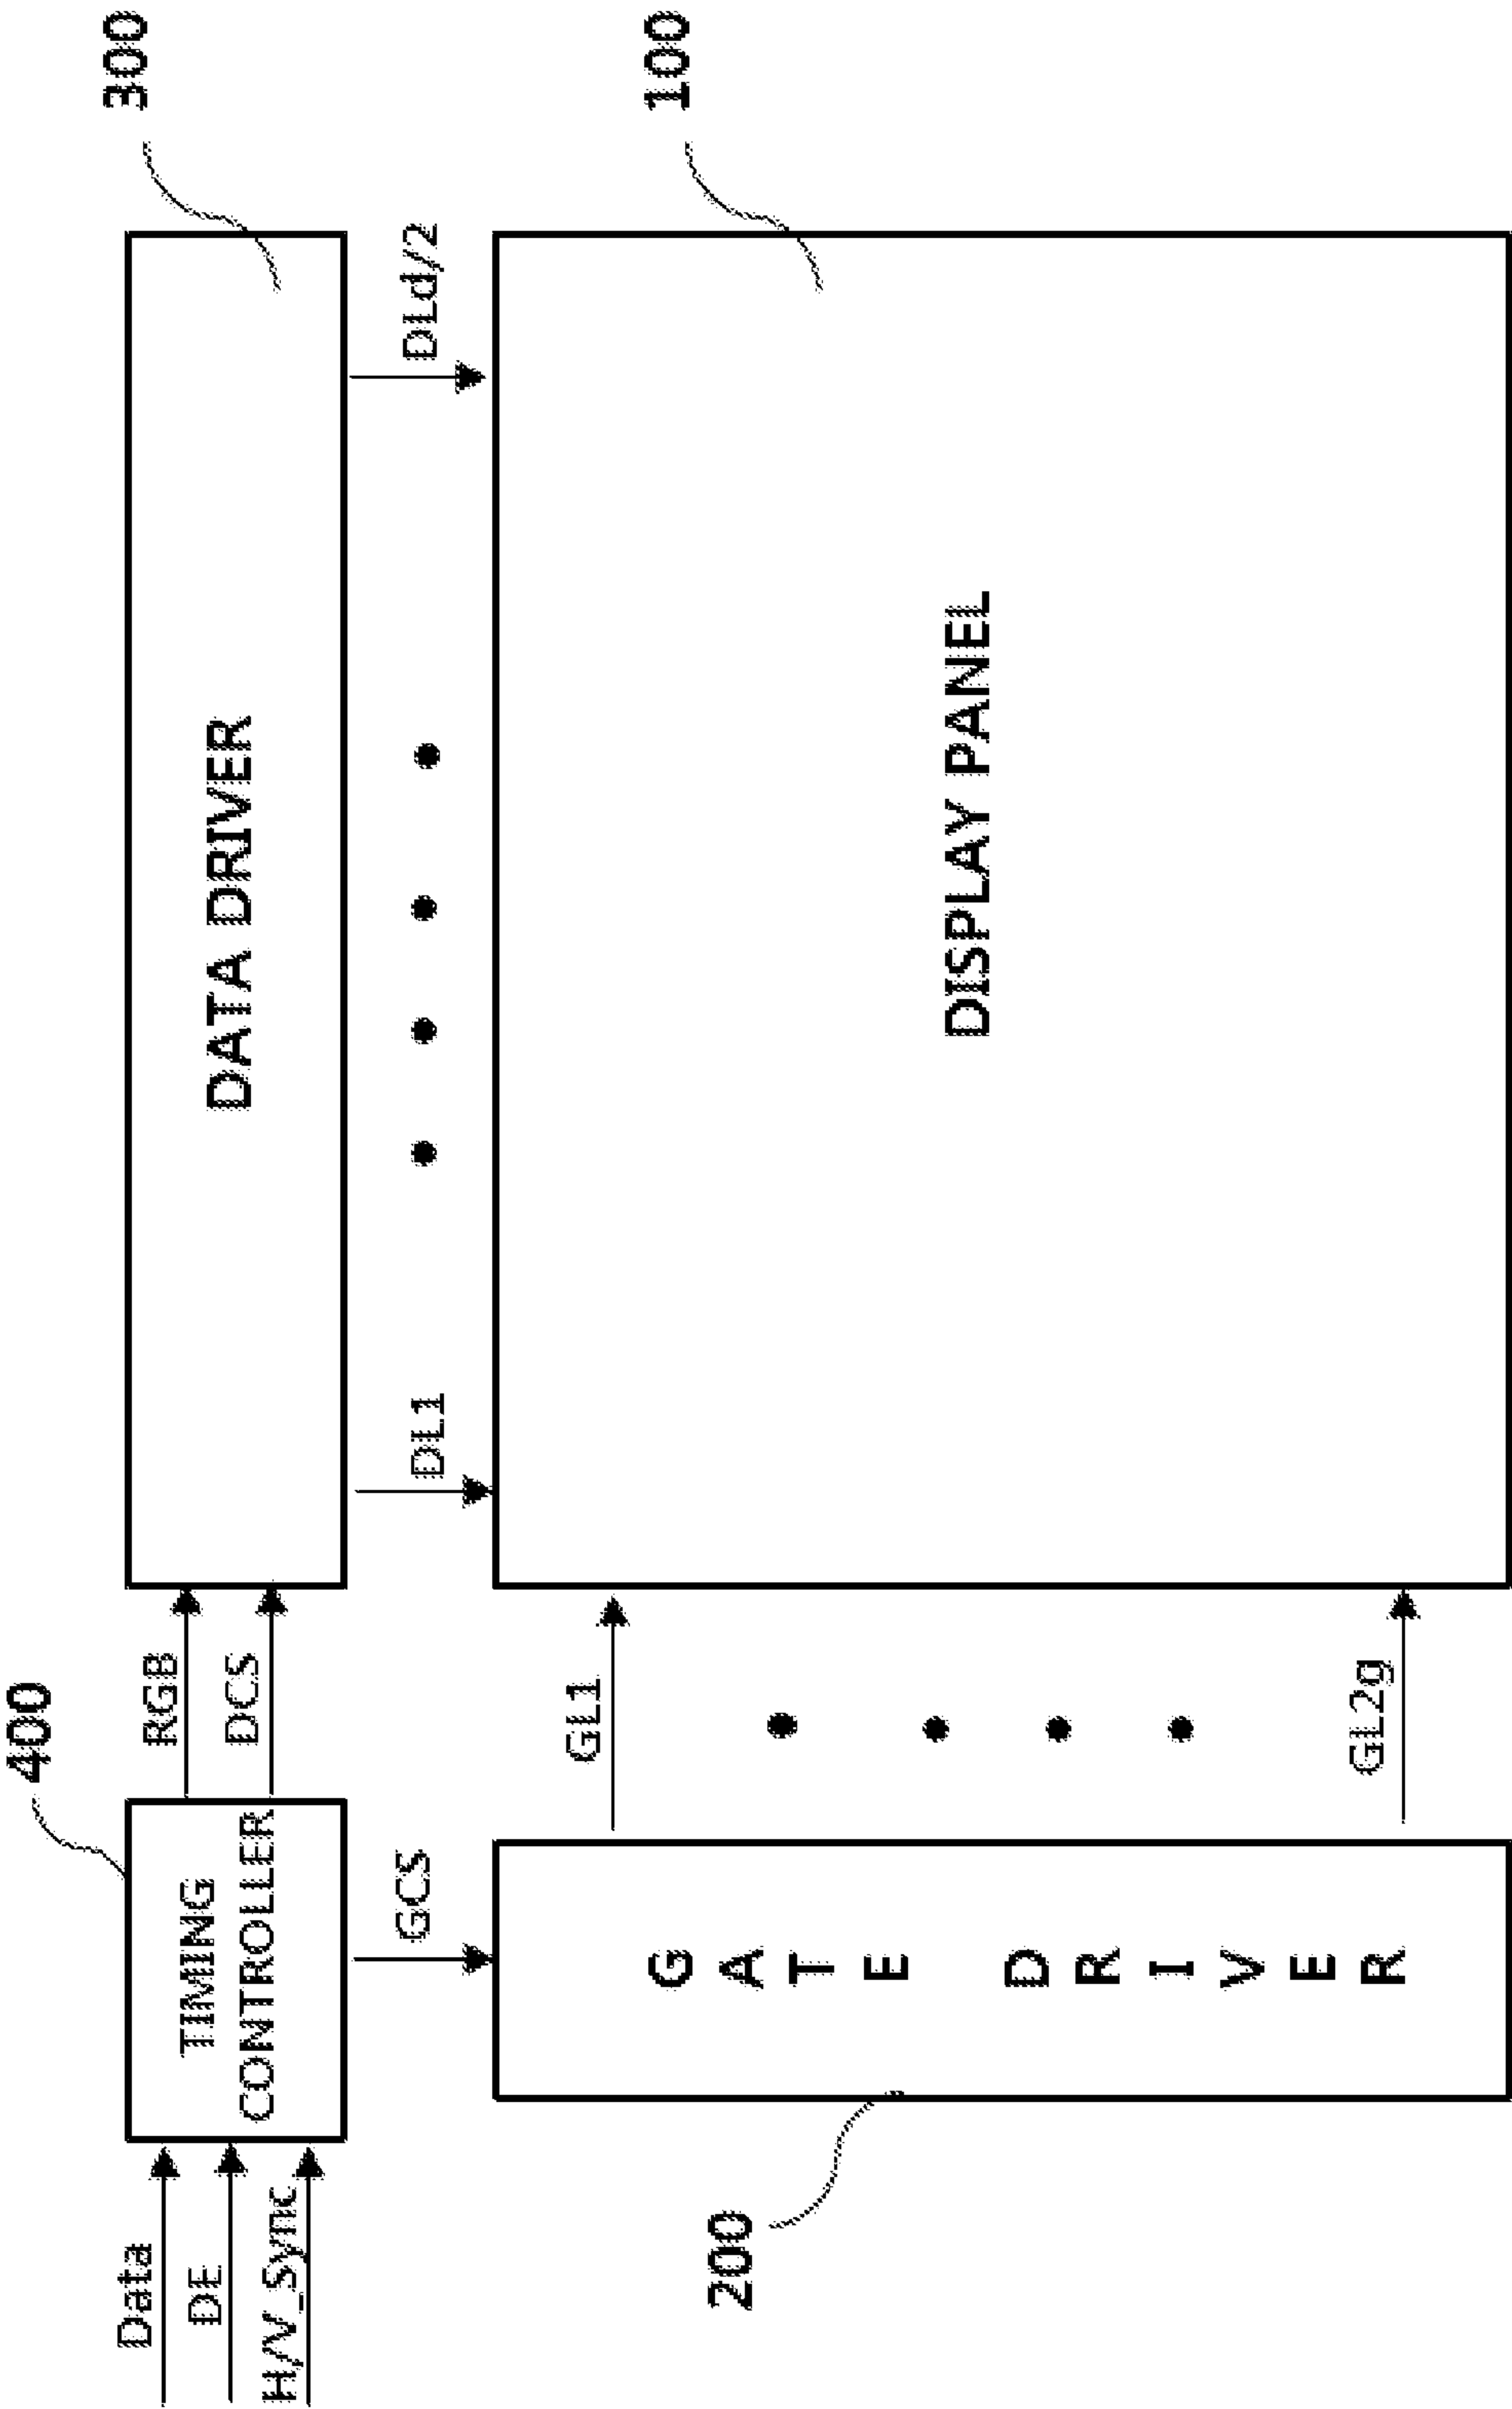 400
300
Data
DE
H/V_Sync
TIMING
CONTROLLER
RGB
DCS
DATA DRIVER
GCS
DL1
DLd/2
200
GATE DRIVER
GL1
GL2g
100
DISPLAY PANEL